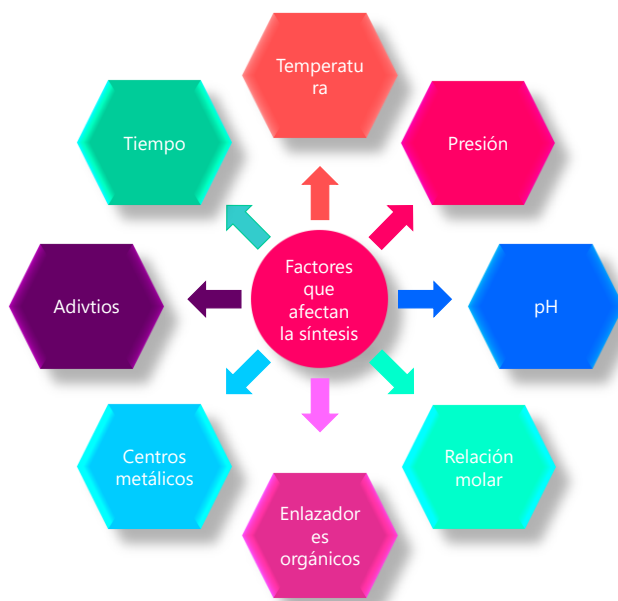 Temperatu
ra
Presión
pH
Relación
molar
Enlazador
es
orgánicos
Centros
metálicos
Adivtios
Tiempo
Factores
que
afectan
la síntesis